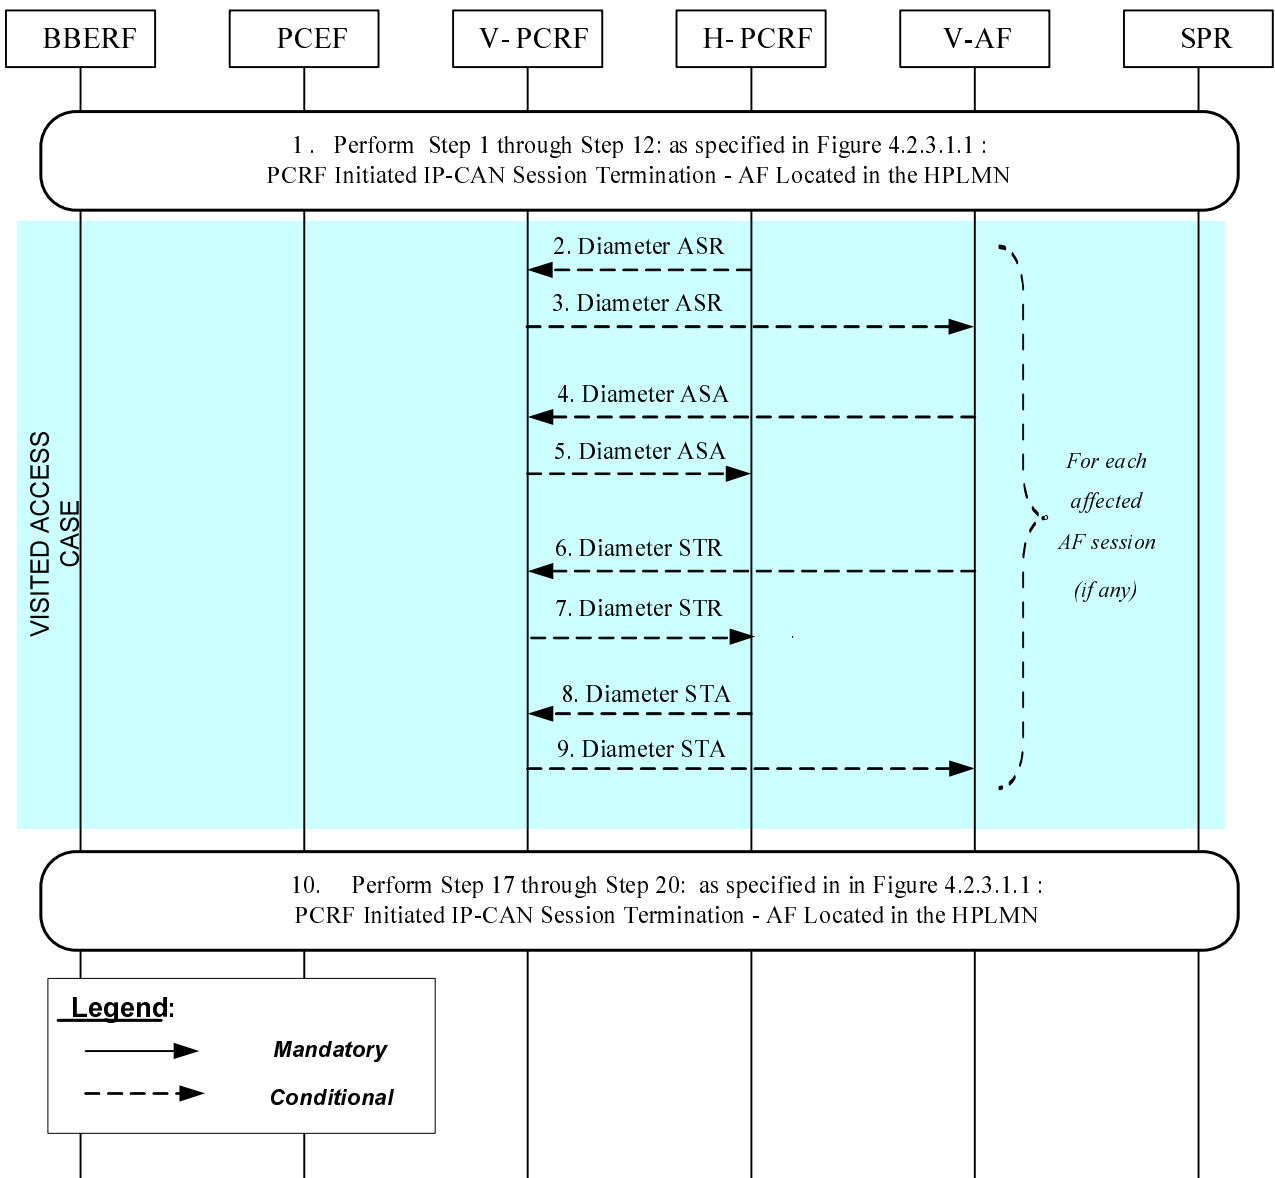 BBERF
PCEF
V- PCRF
H- PCRF
V-AF
SPR
1 . Perform Step 1 through Step 12: as specified in Figure 4.2.3.1.1 :
PCRF Initiated IP-CAN Session Termination - AF Located in the HPLMN
2. Diameter ASR
3. Diameter ASR
4. Diameter ASA
5. Diameter ASA
6. Diameter STR
7. Diameter STR
8. Diameter STA
9. Diameter STA
For each
affected
AF session
(if any)
VISITED ACCESS
CASE
10. Perform Step 17 through Step 20: as specified in in Figure 4.2.3.1.1 :
PCRF Initiated IP-CAN Session Termination - AF Located in the HPLMN
Legend:
Mandatory
Conditional